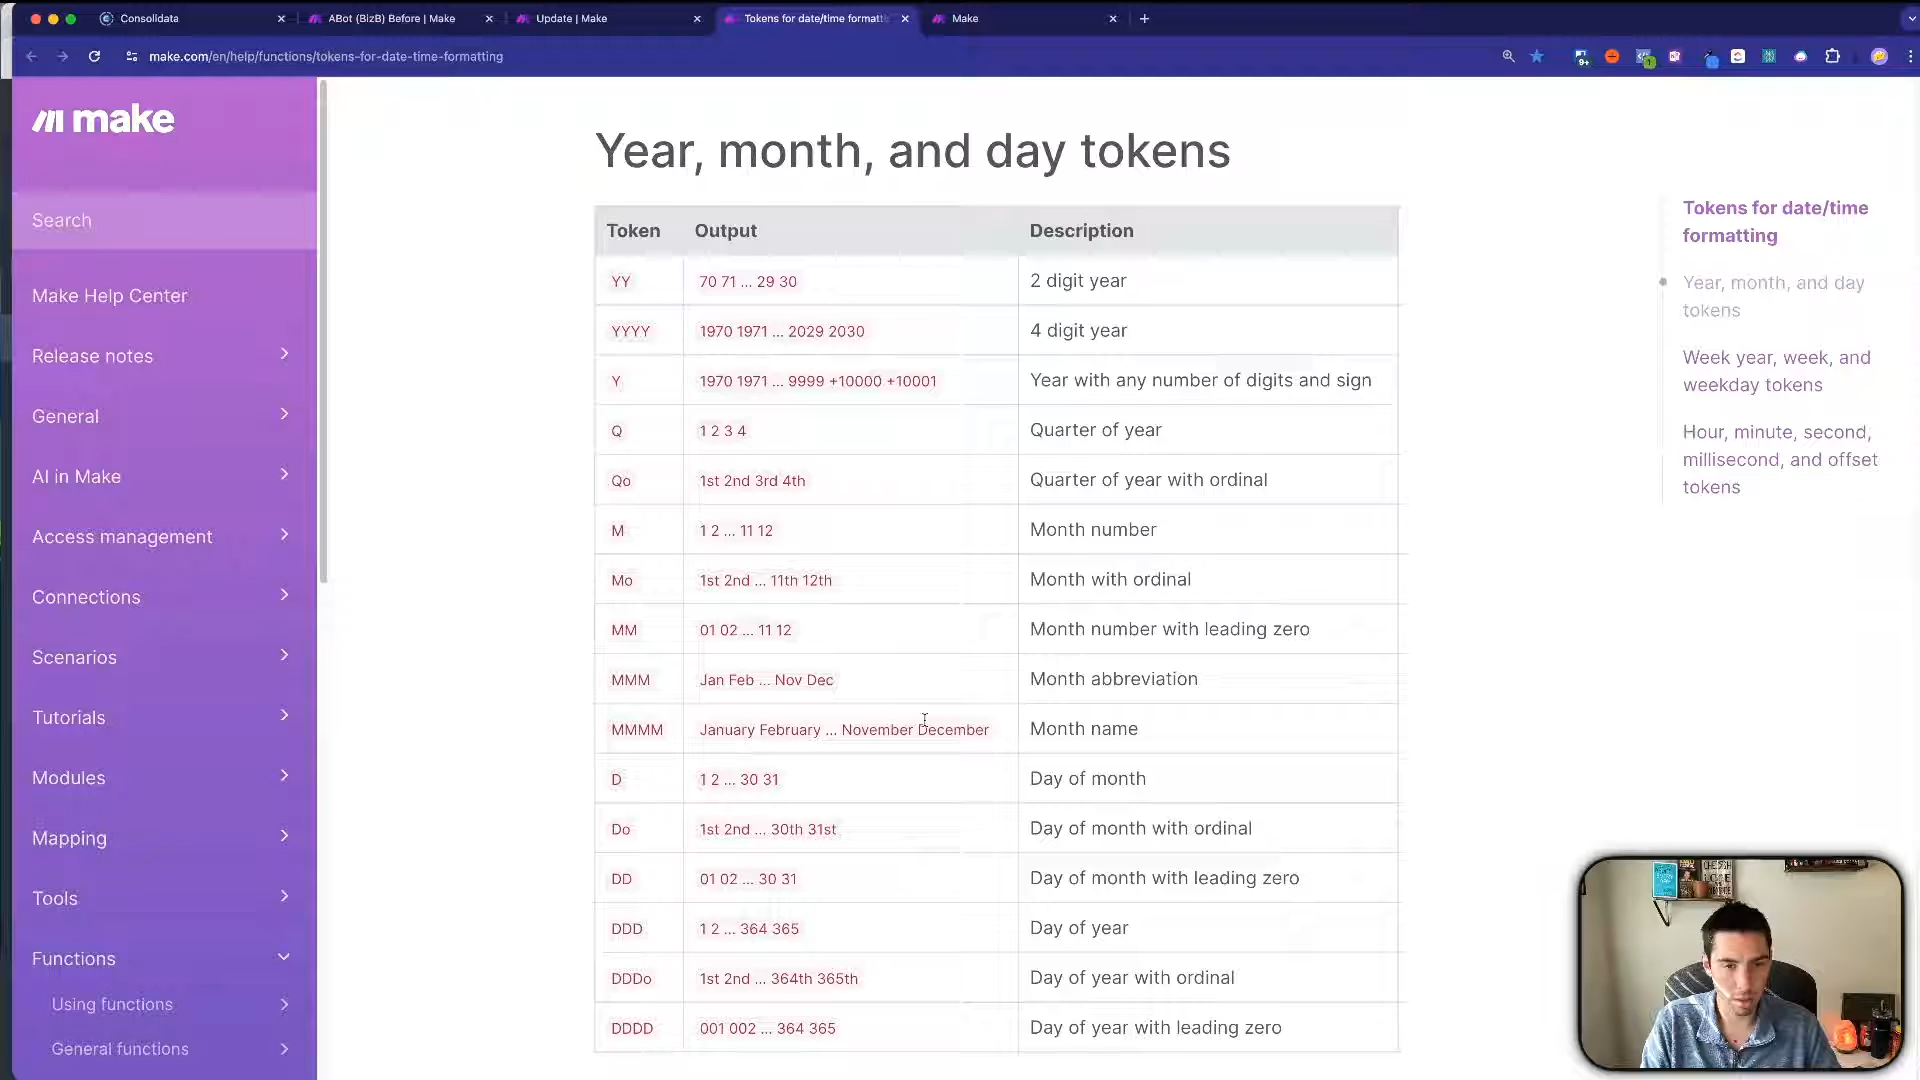 Consolidata
ABot (BizB) Before | Make
Update | Make
Tokens for date/time formatti
Make
make.com/en/help/functions/tokens-for-date-time-formatting
make
Search
Make Help Center
Release notes
General
AI in Make
Access management
Connections
Scenarios
Tutorials
Modules
Mapping
Tools
Functions
Using functions
General functions
Year, month, and day tokens
Token Output Description
YY 70 71 ... 29 30 2 digit year
YYYY 1970 1971 ... 2029 2030 4 digit year
Y 1970 1971 ... 9999 +10000 +10001 Year with any number of digits and sign
Q 1 2 3 4 Quarter of year
Qo 1st 2nd 3rd 4th Quarter of year with ordinal
M 1 2 ... 11 12 Month number
Mo 1st 2nd ... 11th 12th Month with ordinal
MM 01 02 ... 11 12 Month number with leading zero
MMM Jan Feb ... Nov Dec Month abbreviation
MMMM January February ... November December Month name
D 1 2 ... 30 31 Day of month
Do 1st 2nd ... 30th 31st Day of month with ordinal
DD 01 02 ... 30 31 Day of month with leading zero
DDD 1 2 ... 364 365 Day of year
DDDo 1st 2nd ... 364th 365th Day of year with ordinal
DDDD 001 002 ... 364 365 Day of year with leading zero
Tokens for date/time
formatting
Year, month, and day
tokens
Week year, week, and
weekday tokens
Hour, minute, second,
millisecond, and offset
tokens